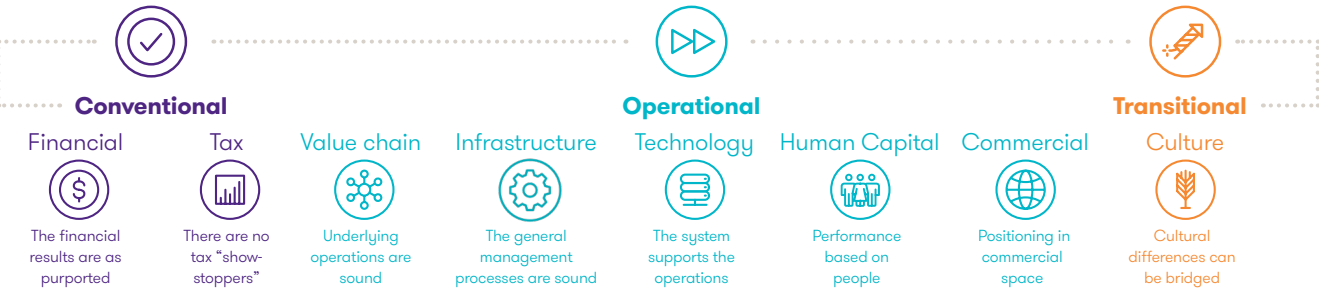 Conventional
Operational
Transitional
Financial
Tax
Value chain
Infrastructure
Technology
Human Capital
Commercial
Culture
$
The financial
results are as
purported
There are no
tax “show-
stoppers”
Underlying
operations are
sound
The general
management
processes are sound
The system
supports the
operations
Performance
based on
people
Positioning in
commercial
space
Cultural
differences can
be bridged